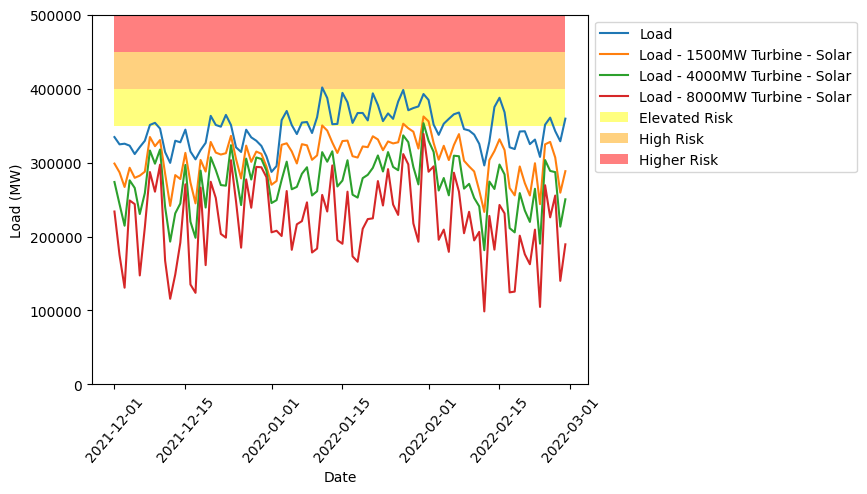 500000
400000
300000
200000
100000
0
Load (MW)
2021-12-01
2021-12-15
2022-01-01
2022-01-15
2022-02-01
2022-02-15
2022-03-01
Date
Load
Load - 1500MW Turbine - Solar
Load - 4000MW Turbine - Solar
Load - 8000MW Turbine - Solar
Elevated Risk
High Risk
Higher Risk